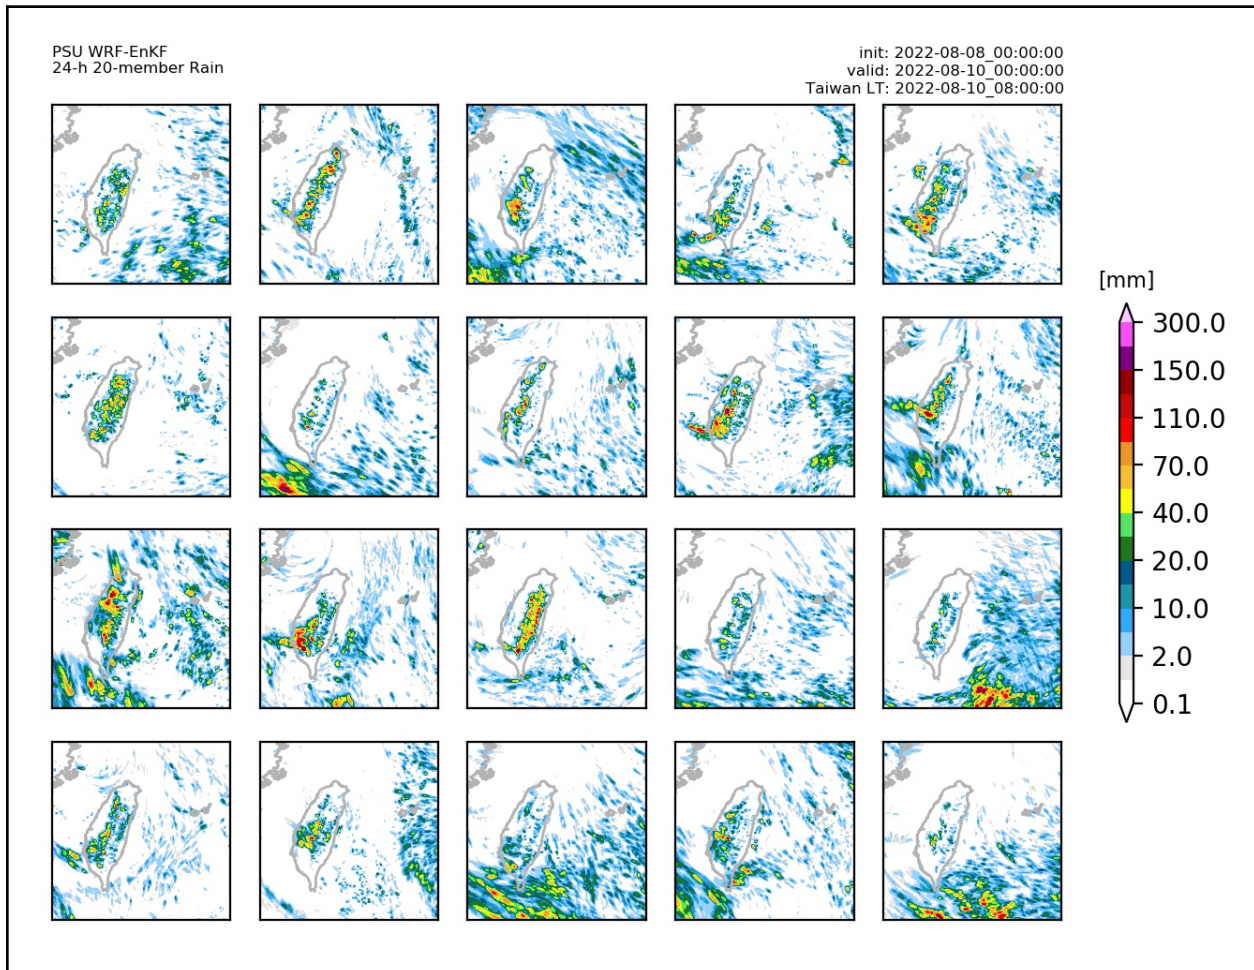 PSU WRF-EnKF
24-h 20-member Rain
init: 2022-08-08_00:00:00
valid: 2022-08-10_00:00:00
Taiwan LT: 2022-08-10_08:00:00
[mm]
300.0
150.0
110.0
70.0
40.0
20.0
10.0
2.0
0.1